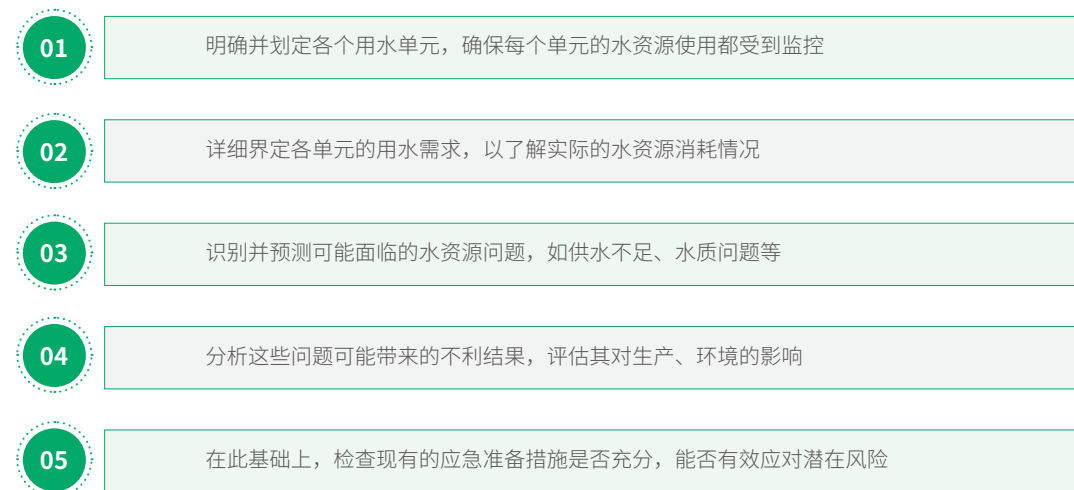 01
明确并划定各个用水单元，确保每个单元的水资源使用都受到监控
02
详细界定各单元的用水需求，以了解实际的水资源消耗情况
03
识别并预测可能面临的水资源问题，如供水不足、水质问题等
04
分析这些问题可能带来的不利结果，评估其对生产、环境的影响
05
在此基础上，检查现有的应急准备措施是否充分，能否有效应对潜在风险